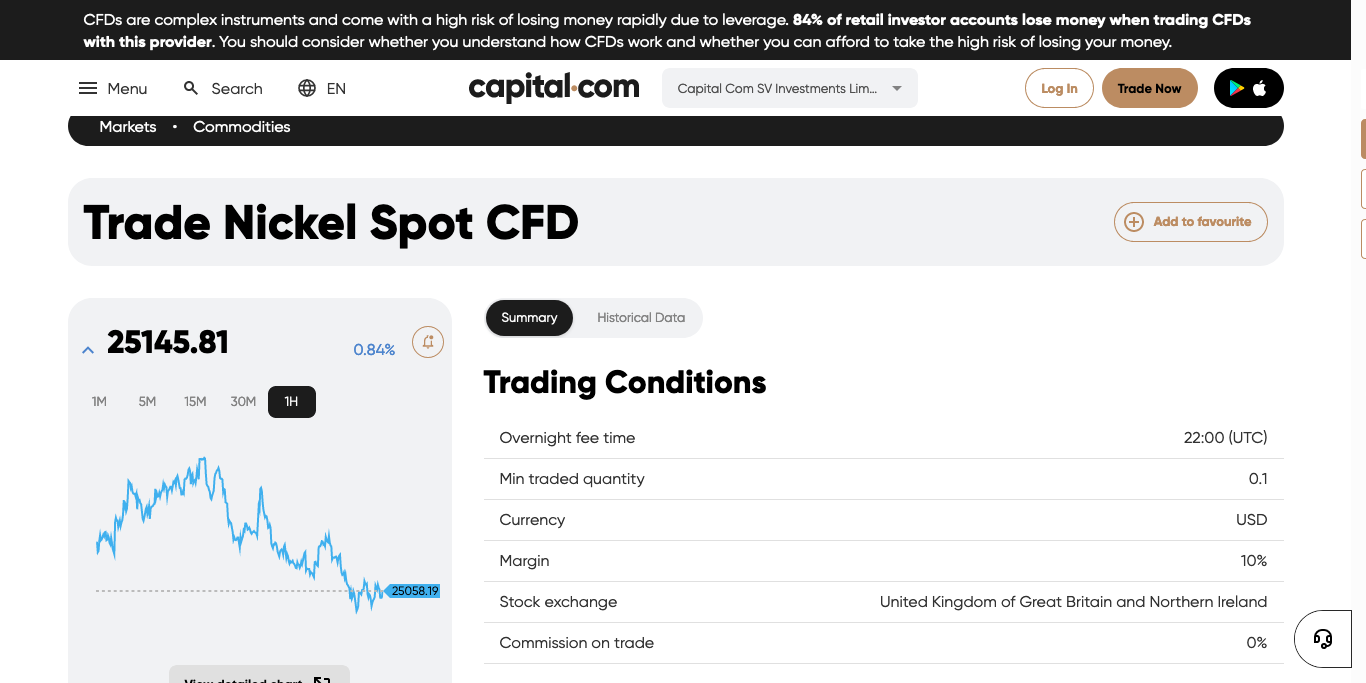 CFDs are complex instruments and come with a high risk of losing money rapidly due to leverage. 84% of retail investor accounts lose money when trading CFDs
with this provider. You should consider whether you understand how CFDs work and whether you can afford to take the high risk of losing your money.
Menu
Search
EN
capital.com
Capital Com SV Investments Lim...
Log In
Trade Now
Markets • Commodities
Trade Nickel Spot CFD
Add to favourite
25145.81
0.84%
1M 5M 15M 30M 1H
25058.19
View detailed chart
Summary
Historical Data
Trading Conditions
Overnight fee time 22:00 (UTC)
Min traded quantity 0.1
Currency USD
Margin 10%
Stock exchange United Kingdom of Great Britain and Northern Ireland
Commission on trade 0%